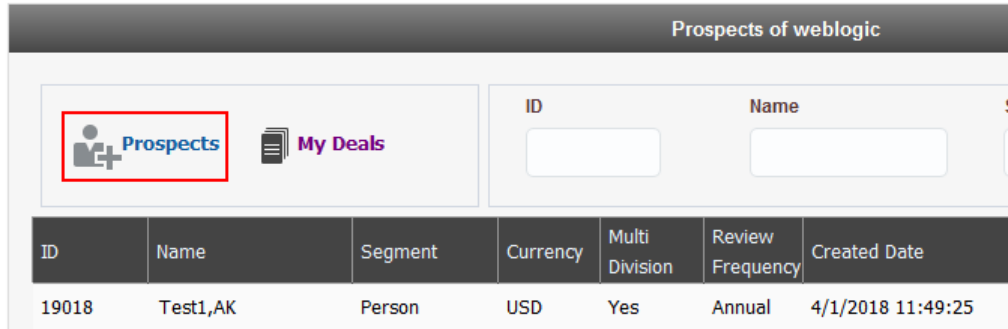 Prospects of weblogic
Prospects My Deals
ID Name
ID Name Segment Currency Multi Division Review Frequency Created Date
19018 Test1,AK Person USD Yes Annual 4/1/2018 11:49:25